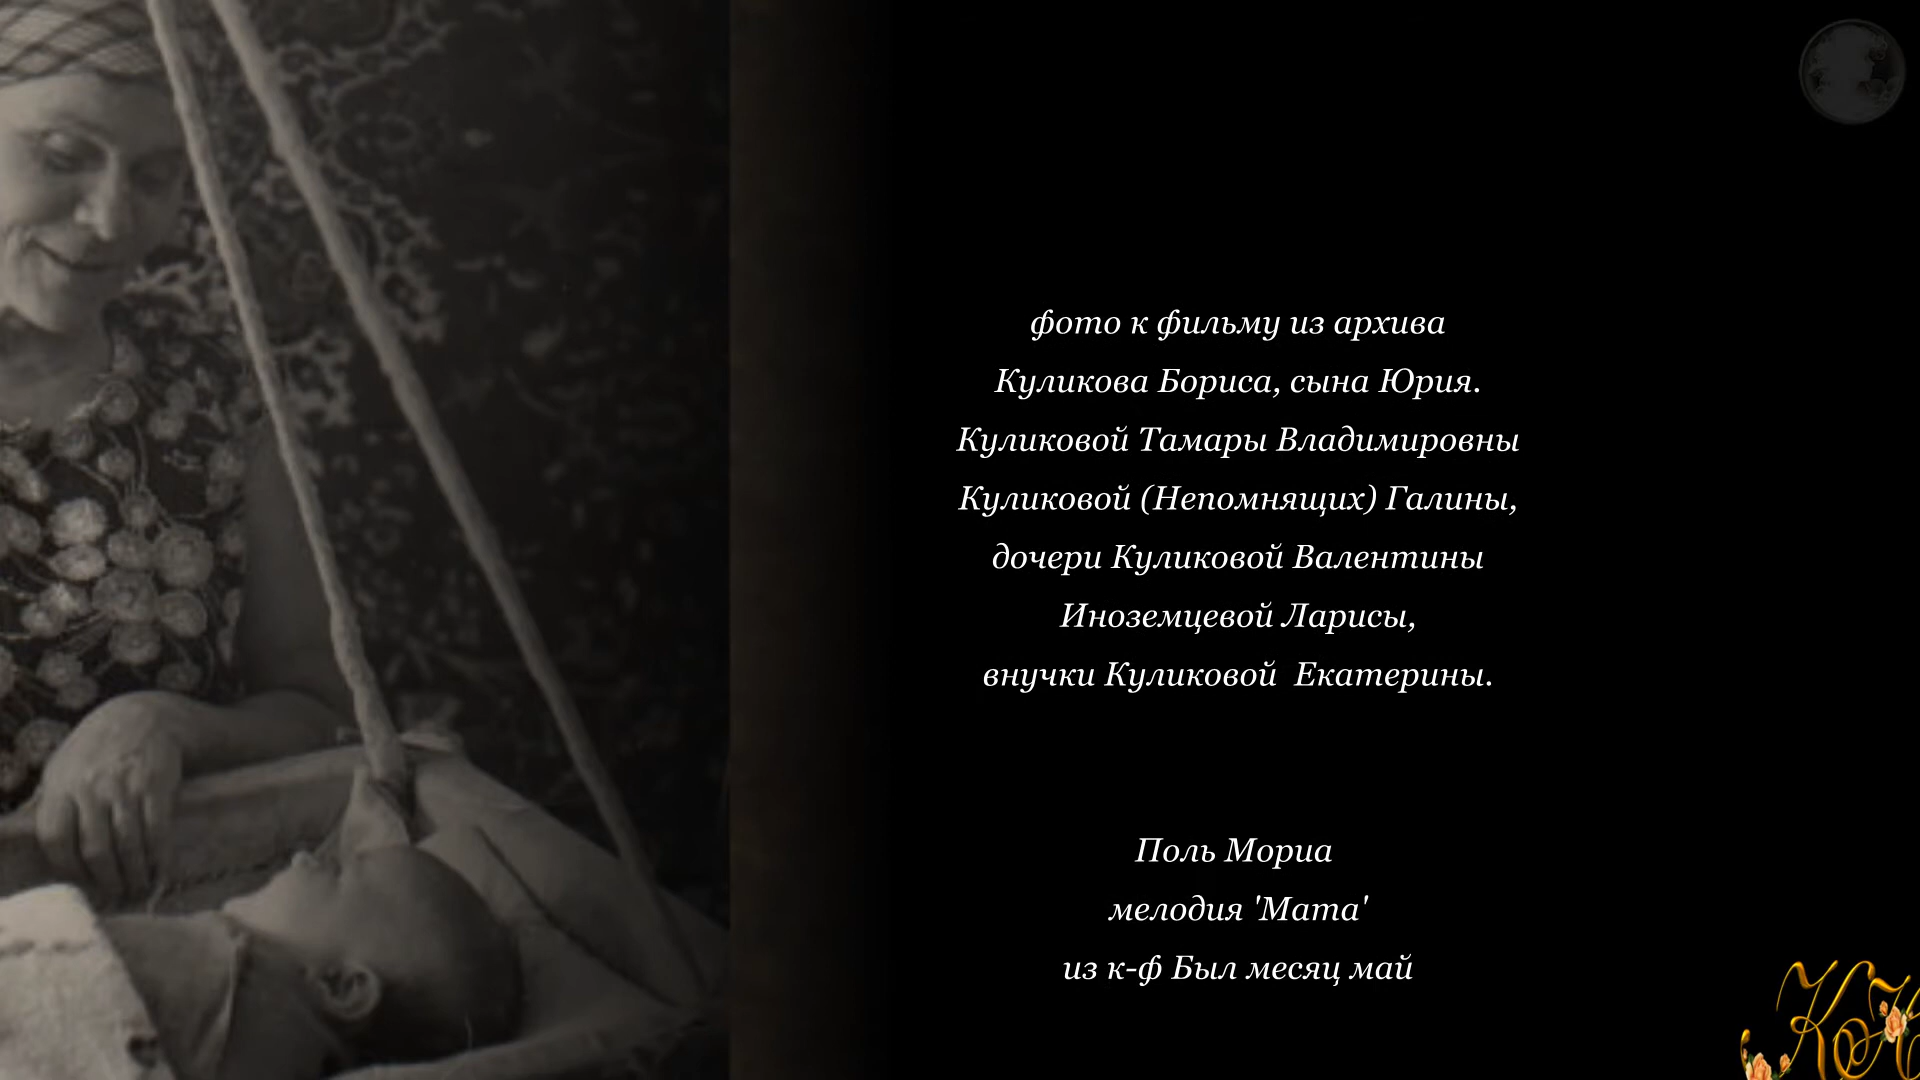 фото к фильму из архива
Куликова Бориса, сына Юрия.
Куликовой Тамары Владимировны
Куликовой (Непомнящих) Галины,
дочери Куликовой Валентины
Иноземцевой Ларисы,
внучки Куликовой Екатерины.
Поль Мориа
мелодия 'Мата'
из к-ф Был месяц май